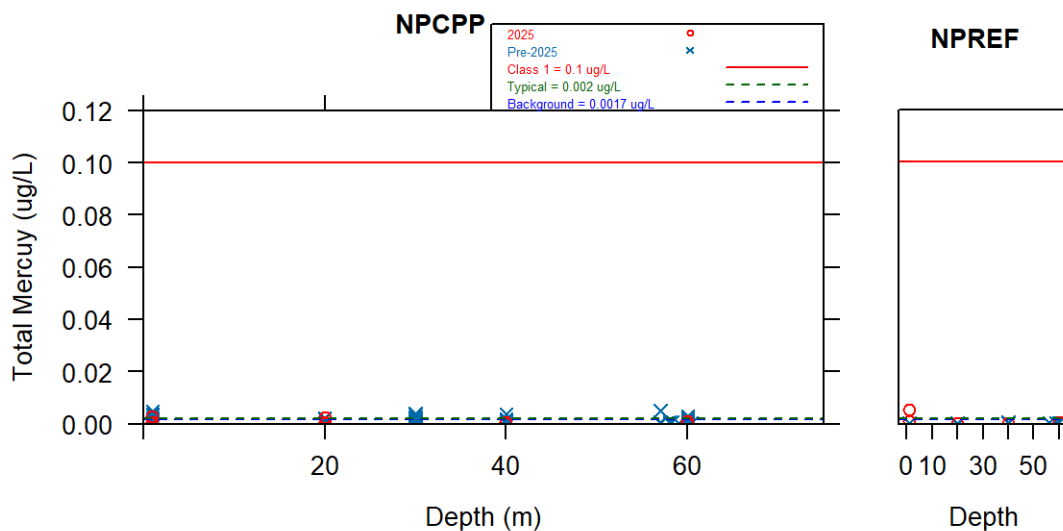 NPCPP
NPREF
2025
Pre-2025
Class 1 = 0.1 ug/L
Typical = 0.002 ug/L
Background = 0.0017 ug/L
Total Mercuy (ug/L)
0.12
0.10
0.08
0.06
0.04
0.02
0.00
20 40 60
0 10 30 50
Depth (m)
Depth